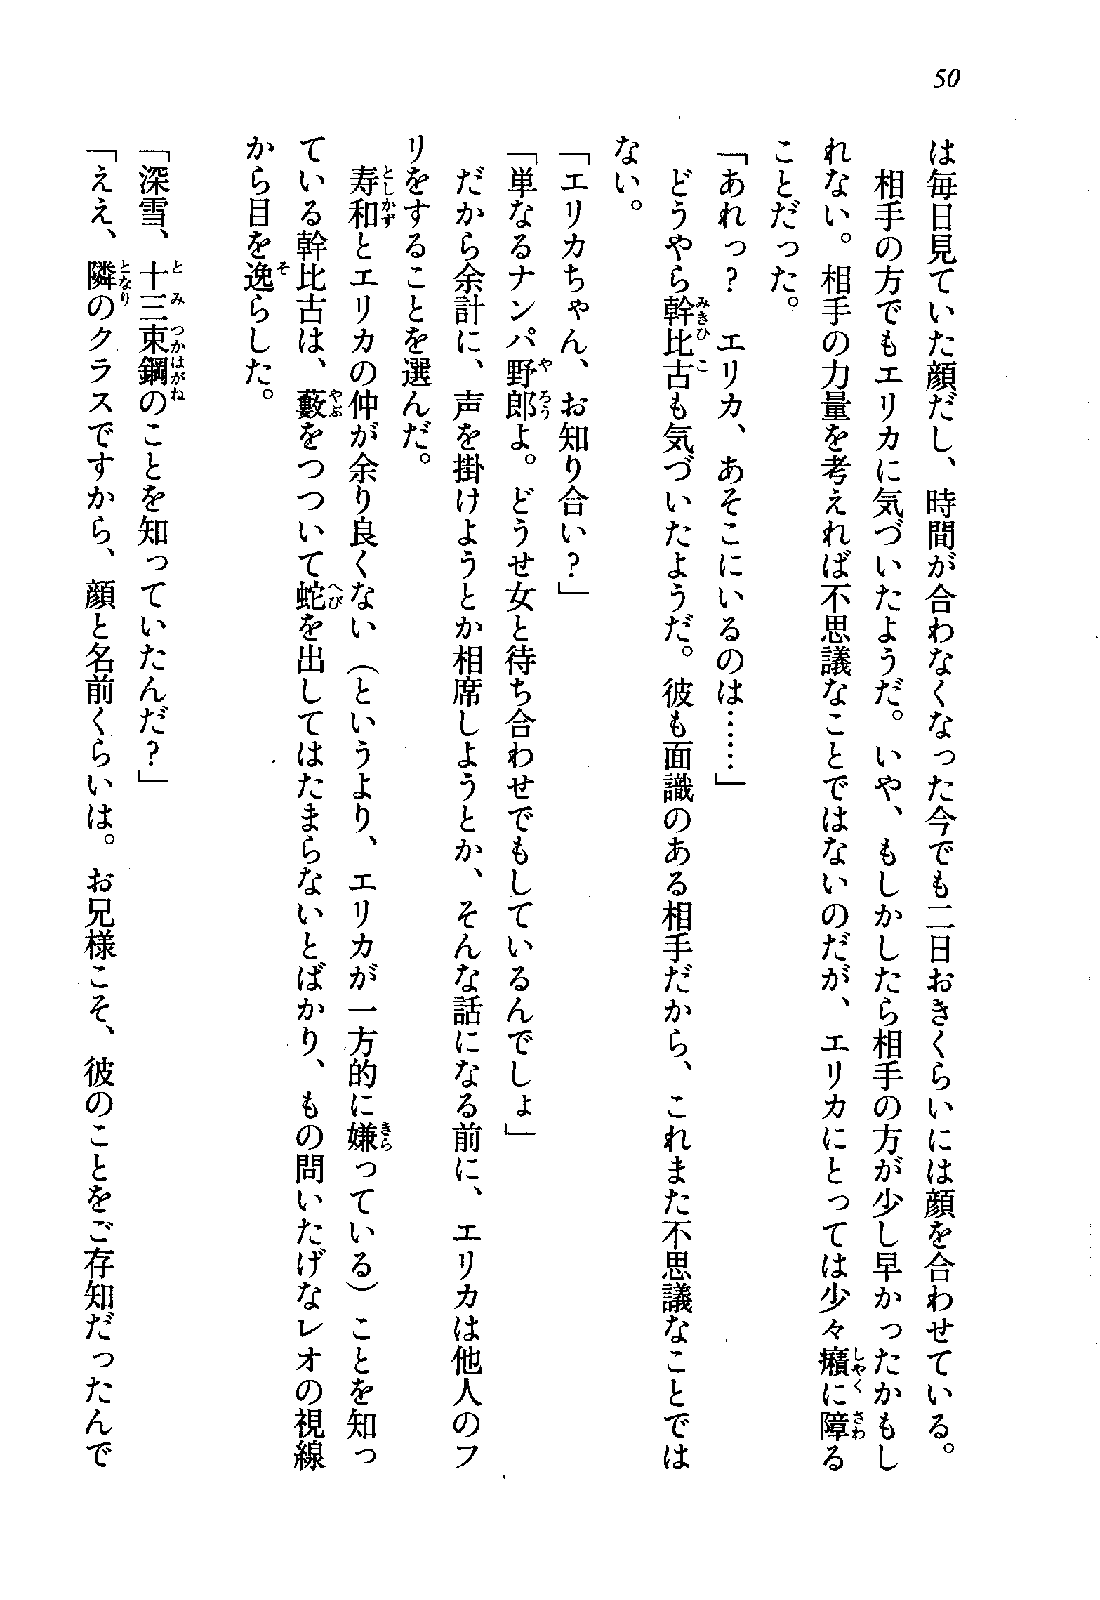 50
は毎日見ていた顔だし、時間が合わなくなった今でも二日おきくらいには顔を合わせている。
　相手の方でもエリカに気づいたようだ。いや、もしかしたら相手の方が少し早かったかもし
れない。相手の力量を考えれば不思議なことではないのだが、エリカにとっては少々癪に障る
ことだった。
「あれっ？　エリカ、あそこにいるのは……」
　どうやら幹比古も気づいたようだ。彼も面識のある相手だから、これまた不思議なことでは
ない。
「エリカちゃん、お知り合い？」
「単なるナンパ野郎よ。どうせ女と待ち合わせでもしているんでしょ」
　だから余計に、声を掛けようとか相席しようとか、そんな話になる前に、エリカは他人のフ
リをすることを選んだ。
　寿和とエリカの仲が余り良くない（というより、エリカが一方的に嫌っている）ことを知っ
ている幹比古は、藪をつついて蛇を出してはたまらないとばかり、もの問いたげなレオの視線
から目を逸らした。
「深雪、十三束鋼のことを知っていたんだ？」
「ええ、隣のクラスですから、顔と名前くらいは。お兄様こそ、彼のことをご存知だったんで